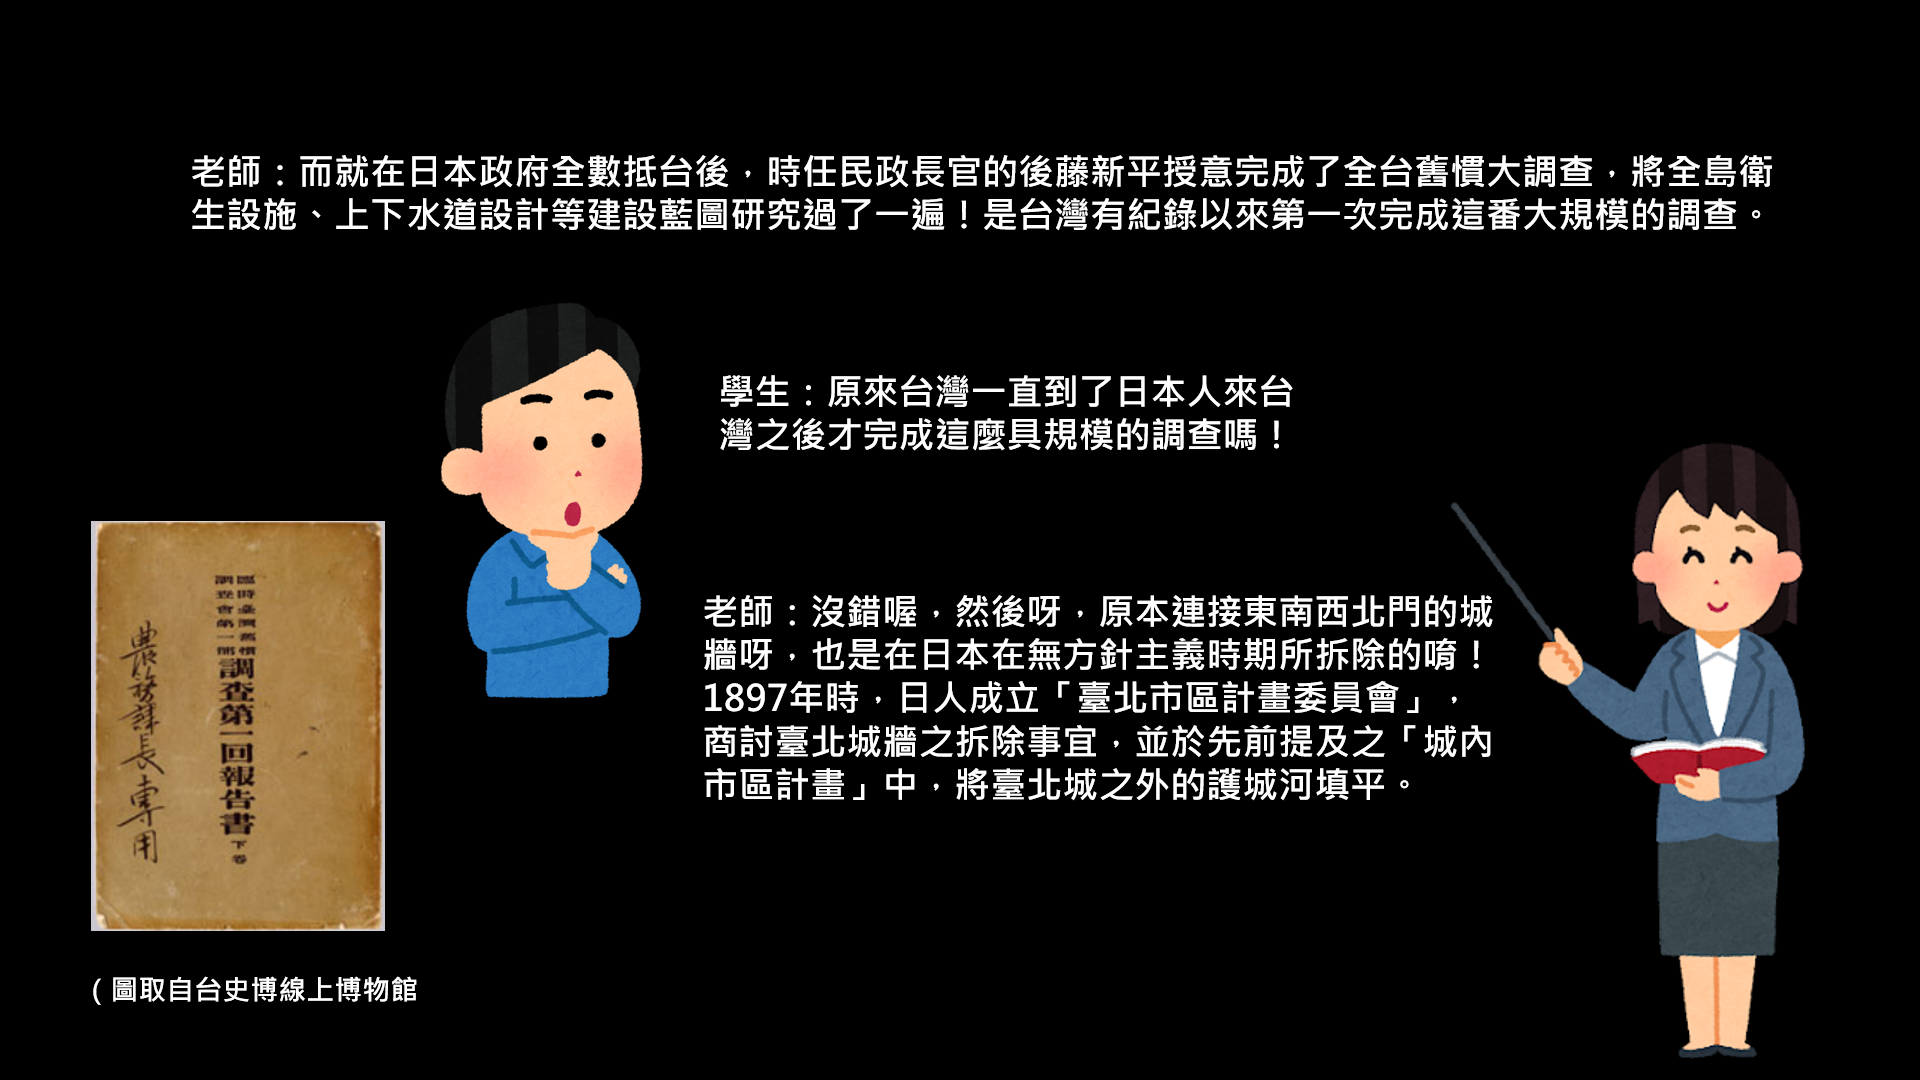 老師：而就在日本政府全數抵台後，時任民政長官的後藤新平授意完成了全台舊慣大調查，將全島衛
生設施、上下水道設計等建設藍圖研究過了一遍！是台灣有紀錄以來第一次完成這番大規模的調查。
學生：原來台灣一直到了日本人來台
灣之後才完成這麼具規模的調查嗎！
老師：沒錯喔，然後呀，原本連接東南西北門的城
牆呀，也是在日本在無方針主義時期所拆除的唷！
1897年時，日人成立「臺北市區計畫委員會」，
商討臺北城牆之拆除事宜，並於先前提及之「城內
市區計畫」中，將臺北城之外的護城河填平。
臨時臺灣舊慣
調查會第一部
調査第一回報告書
下卷
農務課長専用
（圖取自台史博線上博物館